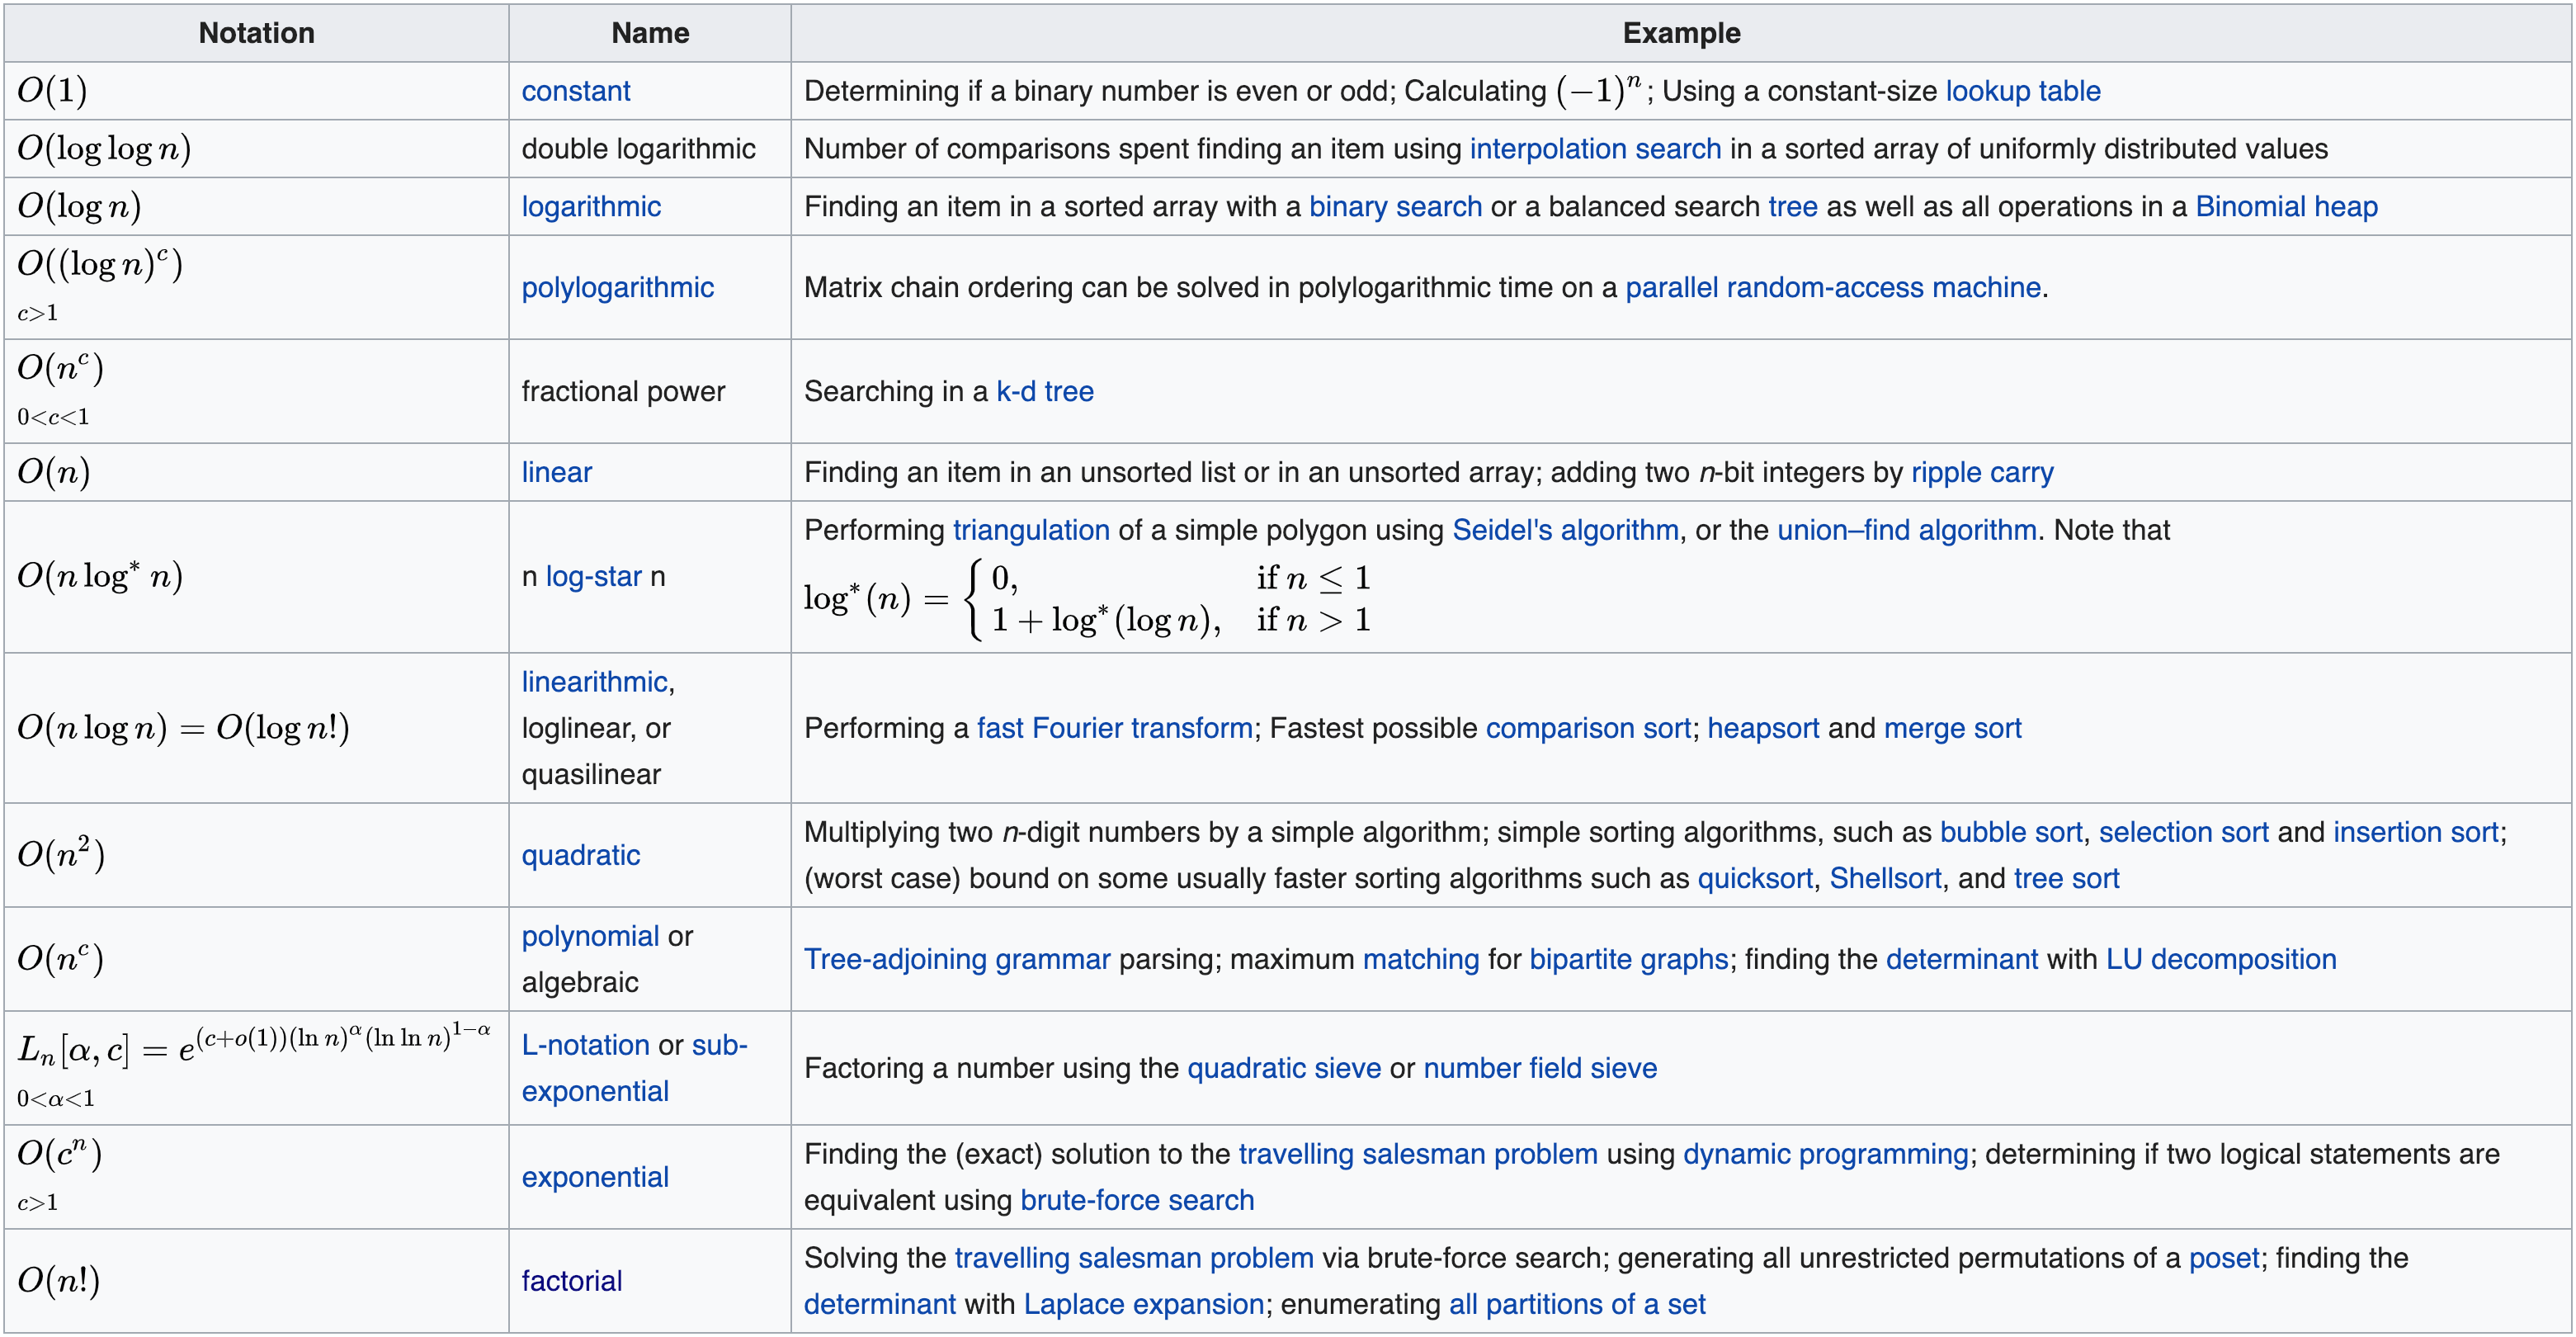 Notation Name Example
O(1) constant Determining if a binary number is even or odd; Calculating (−1)ⁿ; Using a constant-size lookup table
O(log log n) double logarithmic Number of comparisons spent finding an item using interpolation search in a sorted array of uniformly distributed values
O(log n) logarithmic Finding an item in a sorted array with a binary search or a balanced search tree as well as all operations in a Binomial heap
O((log n)ᶜ)
c>1
polylogarithmic Matrix chain ordering can be solved in polylogarithmic time on a parallel random-access machine.
O(nᶜ)
0<c<1
fractional power Searching in a k-d tree
O(n) linear Finding an item in an unsorted list or in an unsorted array; adding two n-bit integers by ripple carry
O(n log* n) n log-star n
Performing triangulation of a simple polygon using Seidel's algorithm, or the union–find algorithm. Note that
log*(n) = { 0, if n ≤ 1
1 + log*(log n), if n > 1
O(n log n) = O(log n!)
linearithmic,
loglinear, or
quasilinear
Performing a fast Fourier transform; Fastest possible comparison sort; heapsort and merge sort
O(n²) quadratic
Multiplying two n-digit numbers by a simple algorithm; simple sorting algorithms, such as bubble sort, selection sort and insertion sort;
(worst case) bound on some usually faster sorting algorithms such as quicksort, Shellsort, and tree sort
O(nᶜ)
polynomial or
algebraic
Tree-adjoining grammar parsing; maximum matching for bipartite graphs; finding the determinant with LU decomposition
Lₙ[α, c] = e^((c+o(1))(ln n)^α(ln ln n)^(1−α))
0<α<1
L-notation or sub-
exponential
Factoring a number using the quadratic sieve or number field sieve
O(cⁿ)
c>1
exponential
Finding the (exact) solution to the travelling salesman problem using dynamic programming; determining if two logical statements are
equivalent using brute-force search
O(n!) factorial
Solving the travelling salesman problem via brute-force search; generating all unrestricted permutations of a poset; finding the
determinant with Laplace expansion; enumerating all partitions of a set